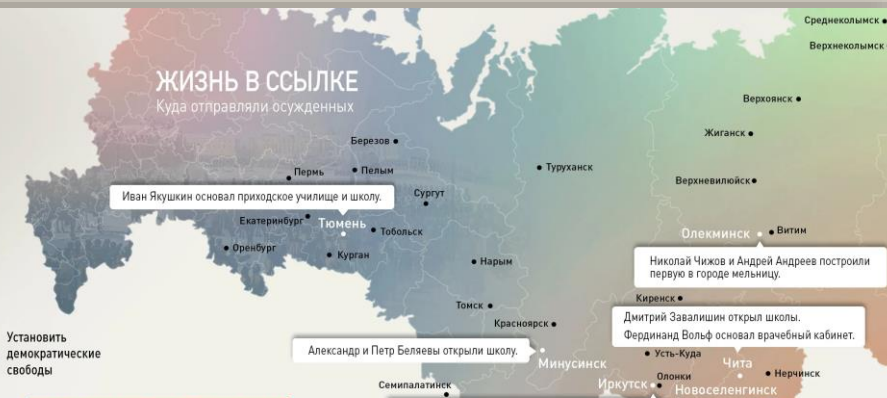 Среднеколымск
Верхнеколымск
ЖИЗНЬ В ССЫЛКЕ
Куда отправляли осужденных
Верхоянск
Жиганск
Березов
Пермь
Пелым
Туруханск
Верхневилюйск
Иван Якушкин основал приходское училище и школу.
Сургут
Екатеринбург
Тюмень
Тобольск
Олекминск
Витим
Оренбург
Курган
Нарым
Николай Чижов и Андрей Андреев построили
первую в городе мельницу.
Киренск
Томск
Дмитрий Завалишин открыл школы.
Фердинанд Вольф основал врачебный кабинет.
Красноярск
Установить
демократические
свободы
Александр и Петр Беляевы открыли школу.
Минусинск
Усть-Куда
Чита
Олонки
Нерчинск
Семипалатинск
Иркутск
Новоселенгинск